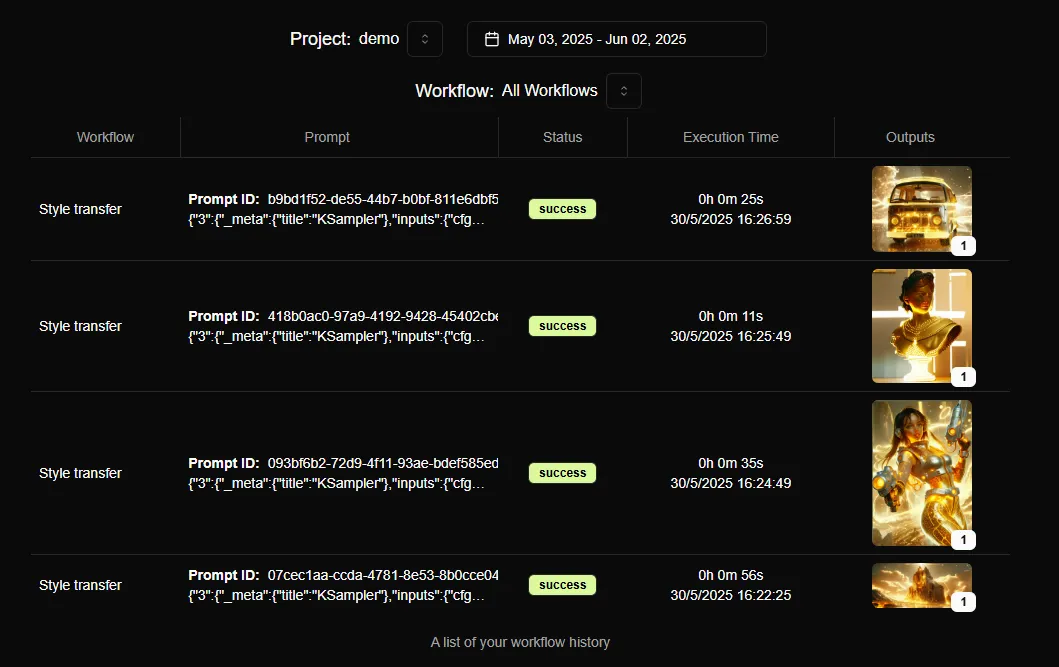 Project: demo
May 03, 2025 - Jun 02, 2025
Workflow: All Workflows
Workflow Prompt Status Execution Time Outputs
Style transfer
Prompt ID: b9bd1f52-de55-44b7-b0bf-811e6dbf5
{"3":{"_meta":{"title":"KSampler"},"inputs":{"cfg...
success
0h 0m 25s
30/5/2025 16:26:59
1
Style transfer
Prompt ID: 418b0ac0-97a9-4192-9428-45402cbe
{"3":{"_meta":{"title":"KSampler"},"inputs":{"cfg...
success
0h 0m 11s
30/5/2025 16:25:49
1
Style transfer
Prompt ID: 093bf6b2-72d9-4f11-93ae-bdef585ed
{"3":{"_meta":{"title":"KSampler"},"inputs":{"cfg...
success
0h 0m 35s
30/5/2025 16:24:49
1
Style transfer
Prompt ID: 07cec1aa-ccda-4781-8e53-8b0cce04
{"3":{"_meta":{"title":"KSampler"},"inputs":{"cfg...
success
0h 0m 56s
30/5/2025 16:22:25
1
A list of your workflow history